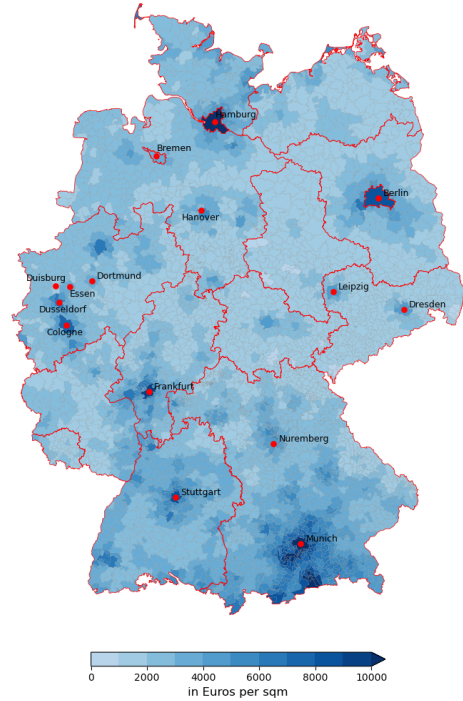 Hamburg
Bremen
Berlin
Hanover
Duisburg
Dortmund
Essen
Leipzig
Dusseldorf
Dresden
Cologne
Frankfurt
Nuremberg
Stuttgart
Munich
0 2000 4000 6000 8000 10000
in Euros per sqm